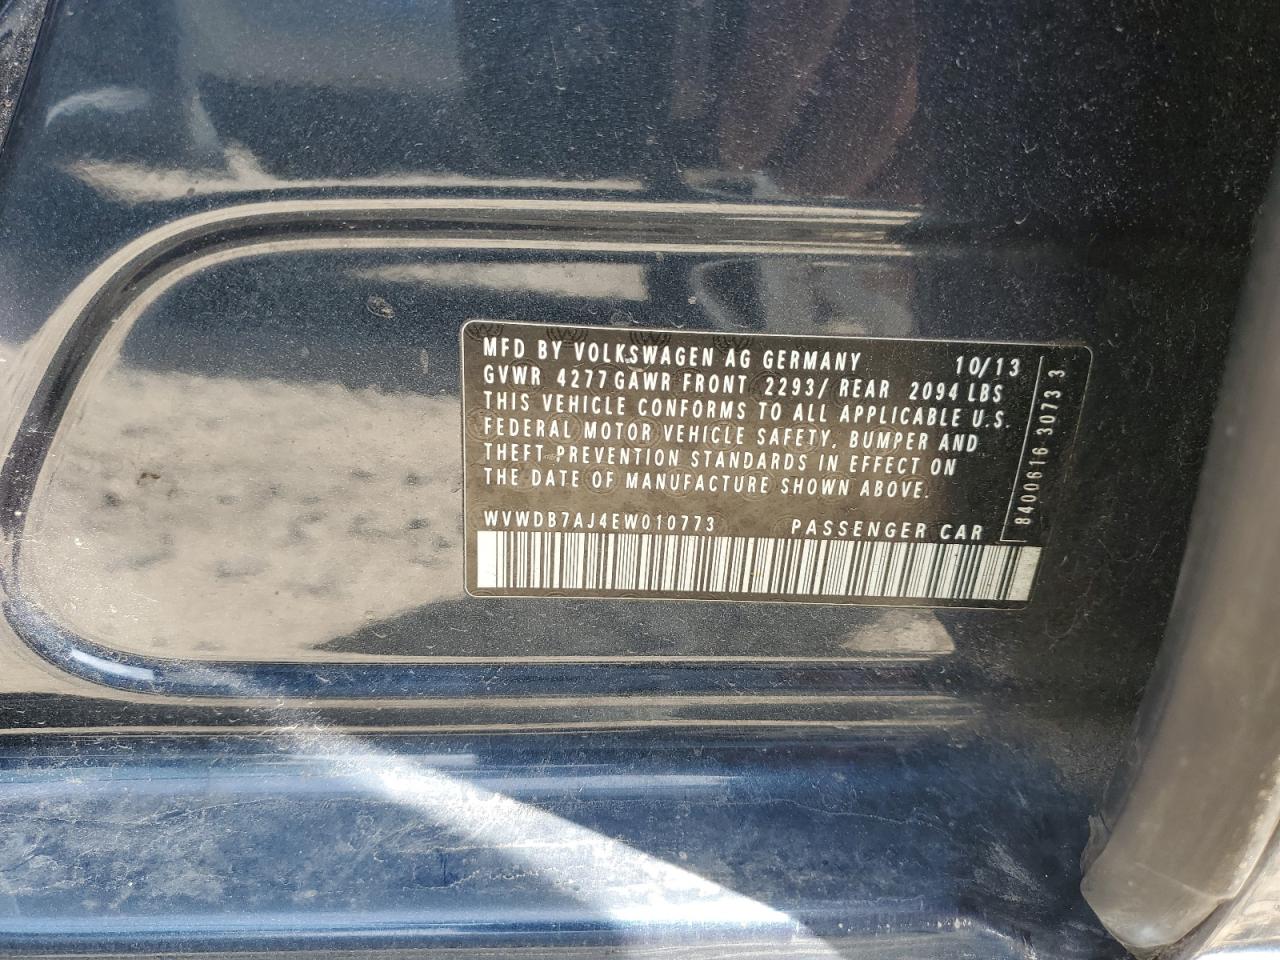 MFD BY VOLKSWAGEN AG GERMANY 10/13
GVWR 4277 GAWR FRONT 2293/ REAR 2094 LBS
THIS VEHICLE CONFORMS TO ALL APPLICABLE U.S.
FEDERAL MOTOR VEHICLE SAFETY, BUMPER AND
THEFT PREVENTION STANDARDS IN EFFECT ON
THE DATE OF MANUFACTURE SHOWN ABOVE.
WVWDB7AJ4EW010773 PASSENGER CAR
8400616 3073 3